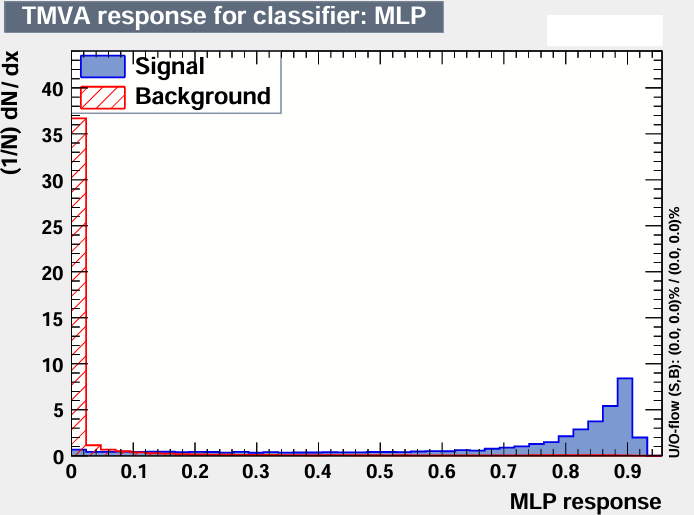 TMVA response for classifier: MLP
(1/N) dN / dx
Signal
Background
40
35
30
25
20
15
10
5
0
0 0.1 0.2 0.3 0.4 0.5 0.6 0.7 0.8 0.9
MLP response
U/O-flow (S,B): (0.0, 0.0)% / (0.0, 0.0)%